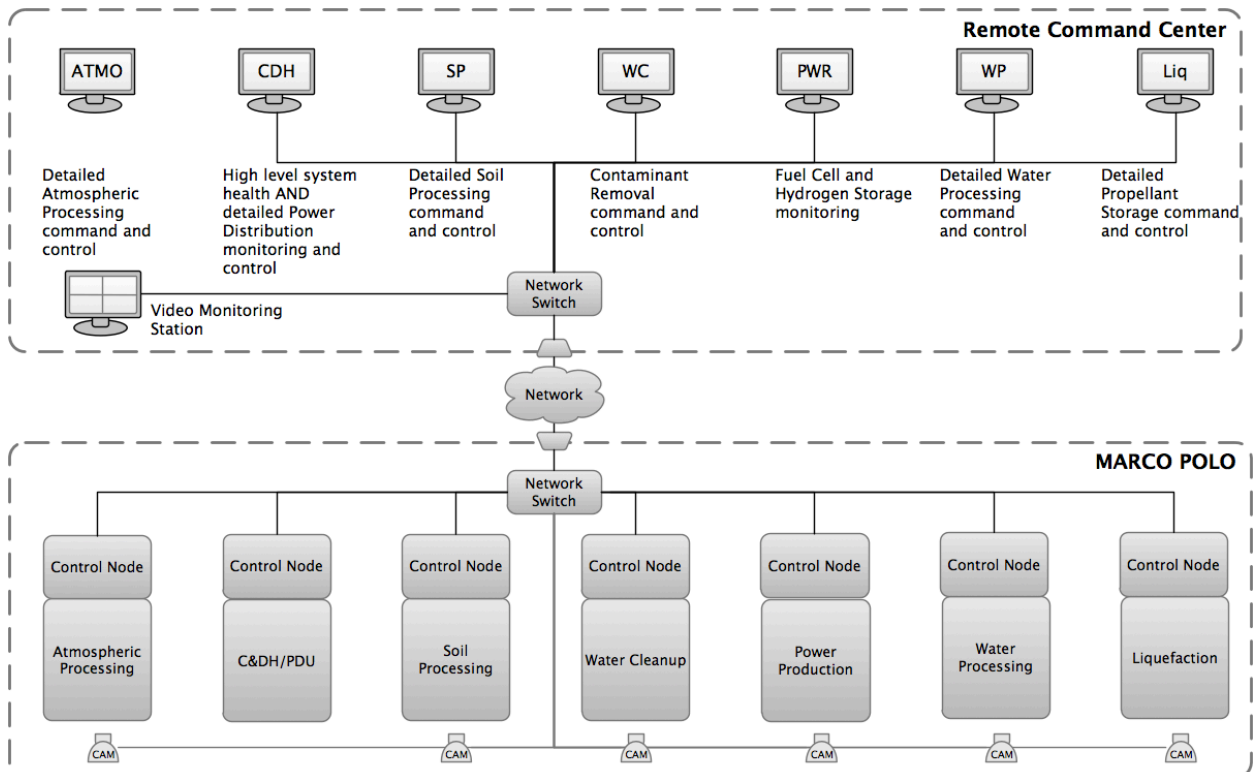 Remote Command Center
ATMO
CDH
SP
WC
PWR
WP
Liq
Detailed
Atmospheric
Processing
command and
control
High level system
health AND
detailed Power
Distribution
monitoring and
control
Detailed Soil
Processing
command
and control
Contaminant
Removal
command and
control
Fuel Cell and
Hydrogen Storage
monitoring
Detailed Water
Processing
command
and control
Detailed
Propellant
Storage command
and control
Video Monitoring
Station
Network
Switch
Network
MARCO POLO
Network
Switch
Control Node
Control Node
Control Node
Control Node
Control Node
Control Node
Control Node
Atmospheric
Processing
C&DH/PDU
Soil
Processing
Water Cleanup
Power
Production
Water
Processing
Liquefaction
CAM
CAM
CAM
CAM
CAM
CAM